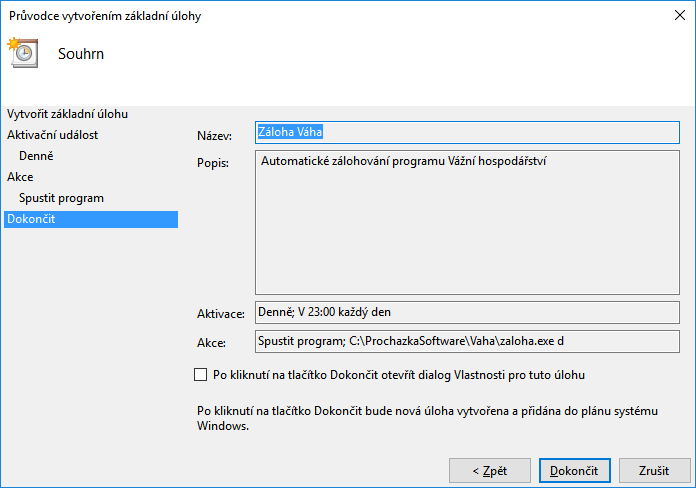 Průvodce vytvořením základní úlohy
Souhrn
Vytvořit základní úlohu
Aktivační událost
Denně
Akce
Spustit program
Dokončit
Název: Záloha Váha
Popis: Automatické zálohování programu Vážní hospodářství
Aktivace: Denně; V 23:00 každý den
Akce: Spustit program; C:\ProchazkaSoftware\Vaha\zaloha.exe d
Po kliknutí na tlačítko Dokončit otevřít dialog Vlastnosti pro tuto úlohu
Po kliknutí na tlačítko Dokončit bude nová úloha vytvořena a přidána do plánu systému
Windows.
< Zpět Dokončit Zrušit